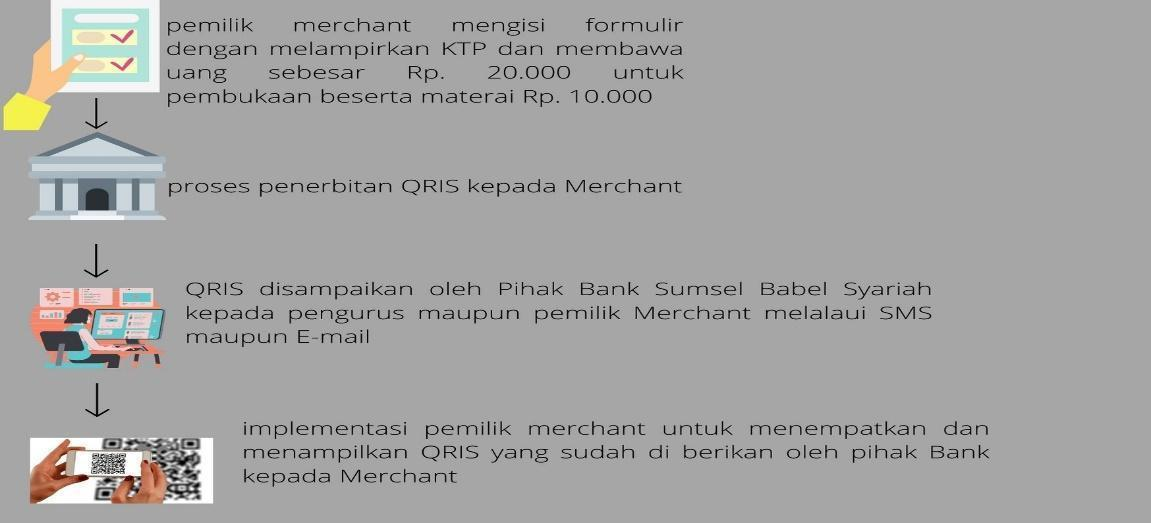 pemilik merchant mengisi formulir
dengan melampirkan KTP dan membawa
uang sebesar Rp. 20.000 untuk
pembukaan beserta materai Rp. 10.000
proses penerbitan QRIS kepada Merchant
QRIS disampaikan oleh Pihak Bank Sumsel Babel Syariah
kepada pengurus maupun pemilik Merchant melalaui SMS
maupun E-mail
implementasi pemilik merchant untuk menempatkan dan
menampilkan QRIS yang sudah di berikan oleh pihak Bank
kepada Merchant